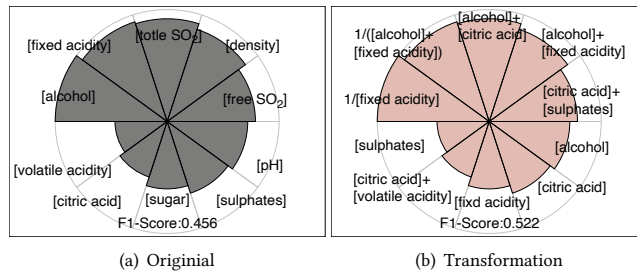 [totle SO₂]
[fixed acidity]
[density]
[alcohol]
[free SO₂]
[volatile acidity]
[pH]
[citric acid]
[sugar]
[sulphates]
F1-Score:0.456
(a) Originial
[alcohol]+
[citric acid]
1/([alcohol]+
[fixed acidity])
[alcohol]+
[fixed acidity]
1/[fixed acidity]
[citric acid]+
[sulphates]
[sulphates]
[alcohol]
[citric acid]+
[volatile acidity]
[citric acid]
[fixd acidity]
F1-Score:0.522
(b) Transformation